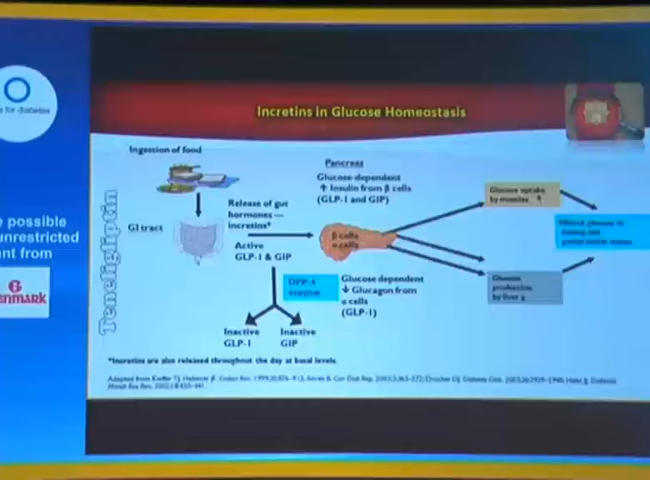 e for diabetes
e possible
unrestricted
nt from
G
enmark
Teneligliptin
Incretins in Glucose Homeostasis
Ingestion of food
GI tract
Release of gut
hormones —
incretins*
Active
GLP-1 & GIP
Pancreas
Glucose-dependent
↑ Insulin from β cells
(GLP-1 and GIP)
β cells
α cells
DPP-4
enzyme
Glucose dependent
↓ Glucagon from
α cells
(GLP-1)
Inactive
GLP-1
Inactive
GIP
Glucose uptake
by muscles ↑
Glucose
production
by liver ↓
*Incretins are also released throughout the day at basal levels.